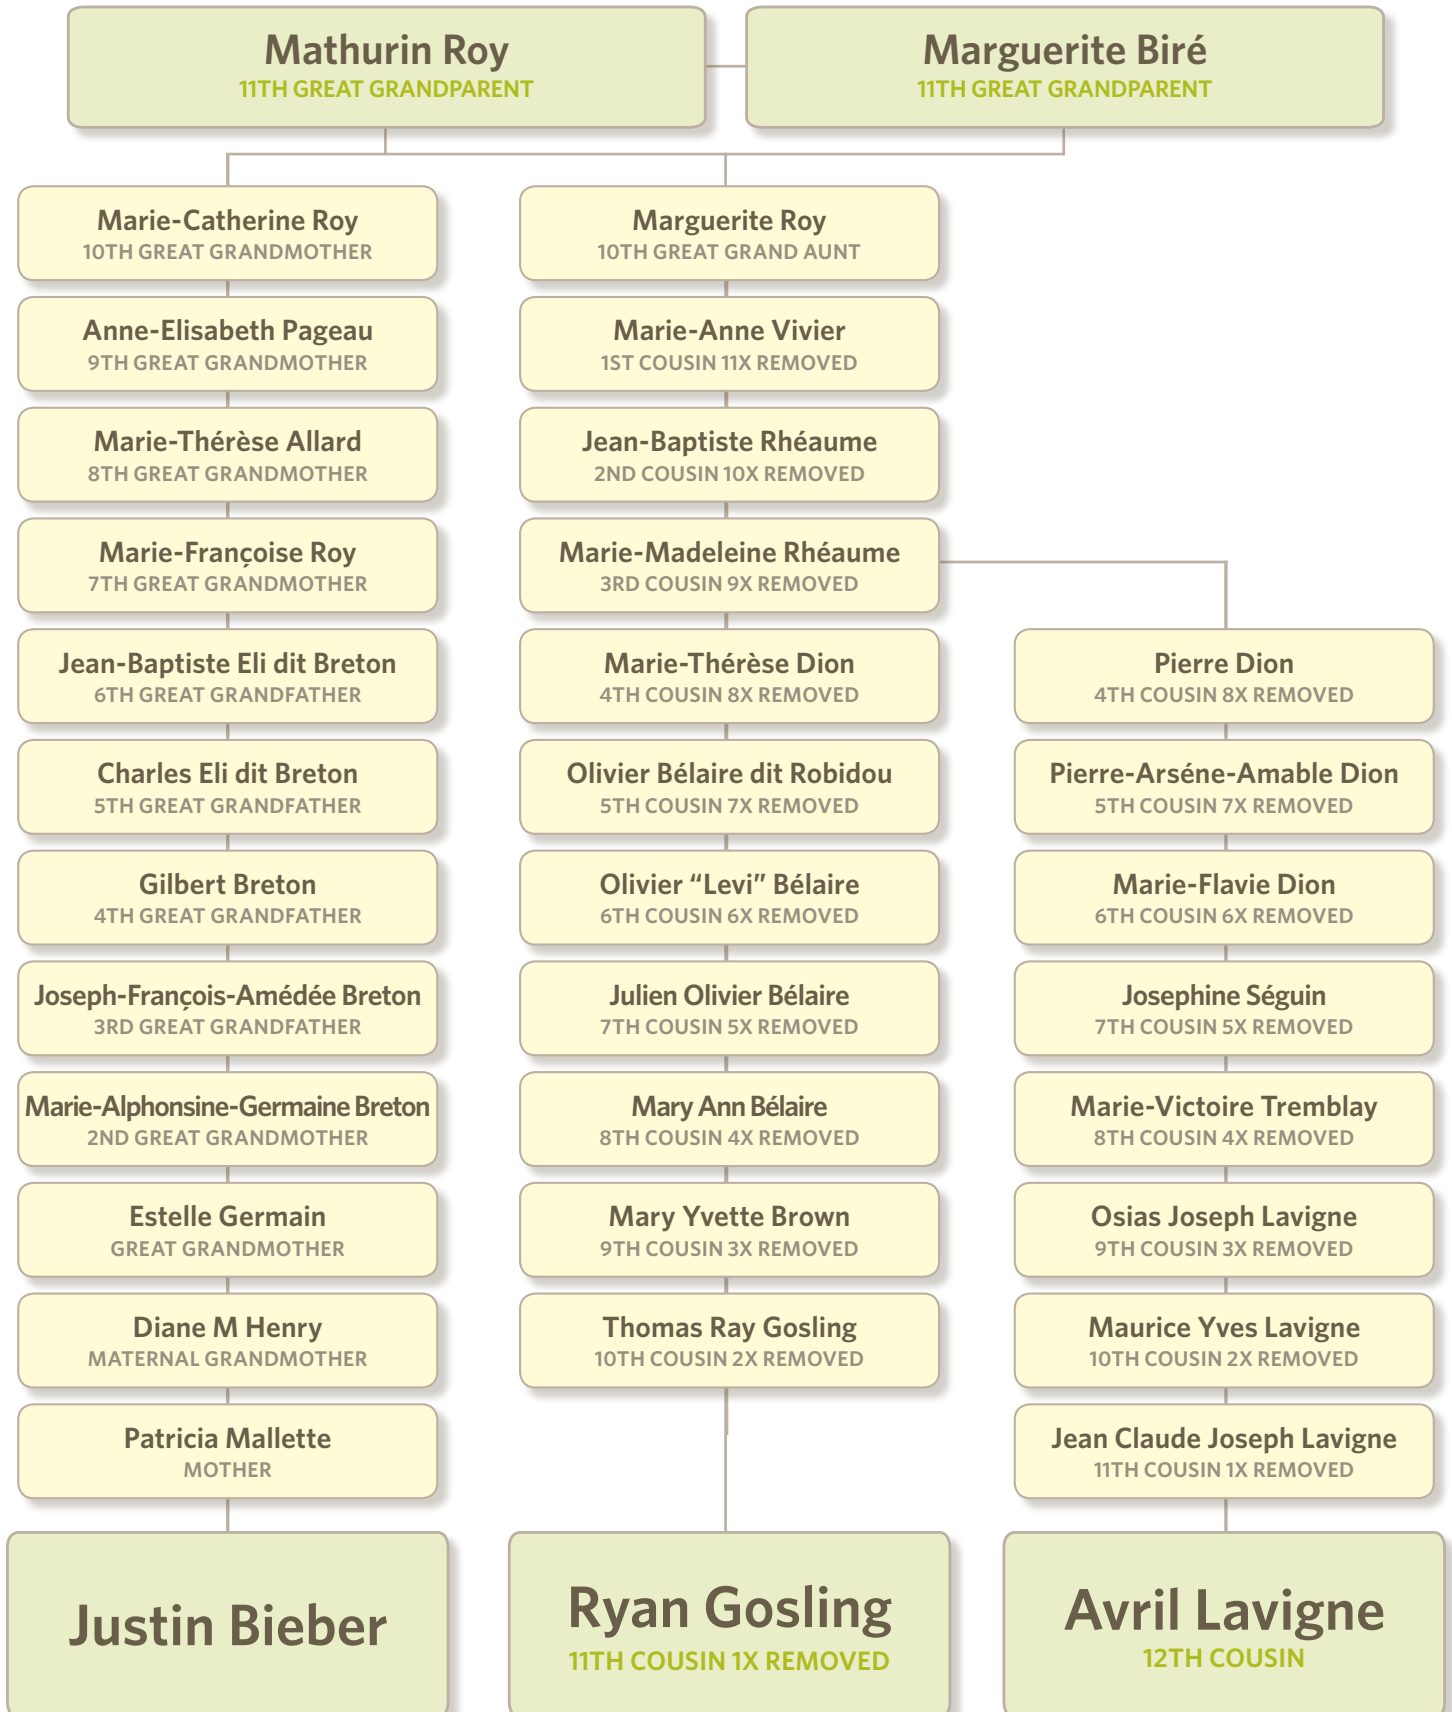 Mathurin Roy
11TH GREAT GRANDPARENT
Marguerite Biré
11TH GREAT GRANDPARENT
Marie-Catherine Roy
10TH GREAT GRANDMOTHER
Anne-Elisabeth Pageau
9TH GREAT GRANDMOTHER
Marie-Thérèse Allard
8TH GREAT GRANDMOTHER
Marie-Françoise Roy
7TH GREAT GRANDMOTHER
Jean-Baptiste Eli dit Breton
6TH GREAT GRANDFATHER
Charles Eli dit Breton
5TH GREAT GRANDFATHER
Gilbert Breton
4TH GREAT GRANDFATHER
Joseph-François-Amédée Breton
3RD GREAT GRANDFATHER
Marie-Alphonsine-Germaine Breton
2ND GREAT GRANDMOTHER
Estelle Germain
GREAT GRANDMOTHER
Diane M Henry
MATERNAL GRANDMOTHER
Patricia Mallette
MOTHER
Justin Bieber
Marguerite Roy
10TH GREAT GRAND AUNT
Marie-Anne Vivier
1ST COUSIN 11X REMOVED
Jean-Baptiste Rhéaume
2ND COUSIN 10X REMOVED
Marie-Madeleine Rhéaume
3RD COUSIN 9X REMOVED
Marie-Thérèse Dion
4TH COUSIN 8X REMOVED
Olivier Bélaire dit Robidou
5TH COUSIN 7X REMOVED
Olivier “Levi” Bélaire
6TH COUSIN 6X REMOVED
Julien Olivier Bélaire
7TH COUSIN 5X REMOVED
Mary Ann Bélaire
8TH COUSIN 4X REMOVED
Mary Yvette Brown
9TH COUSIN 3X REMOVED
Thomas Ray Gosling
10TH COUSIN 2X REMOVED
Ryan Gosling
11TH COUSIN 1X REMOVED
Pierre Dion
4TH COUSIN 8X REMOVED
Pierre-Arséne-Amable Dion
5TH COUSIN 7X REMOVED
Marie-Flavie Dion
6TH COUSIN 6X REMOVED
Josephine Séguin
7TH COUSIN 5X REMOVED
Marie-Victoire Tremblay
8TH COUSIN 4X REMOVED
Osias Joseph Lavigne
9TH COUSIN 3X REMOVED
Maurice Yves Lavigne
10TH COUSIN 2X REMOVED
Jean Claude Joseph Lavigne
11TH COUSIN 1X REMOVED
Avril Lavigne
12TH COUSIN